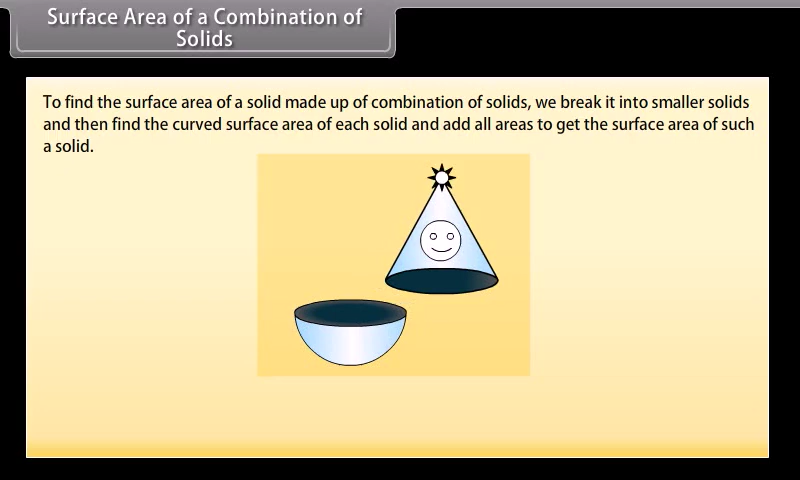 Surface Area of a Combination of
Solids
To find the surface area of a solid made up of combination of solids, we break it into smaller solids
and then find the curved surface area of each solid and add all areas to get the surface area of such
a solid.